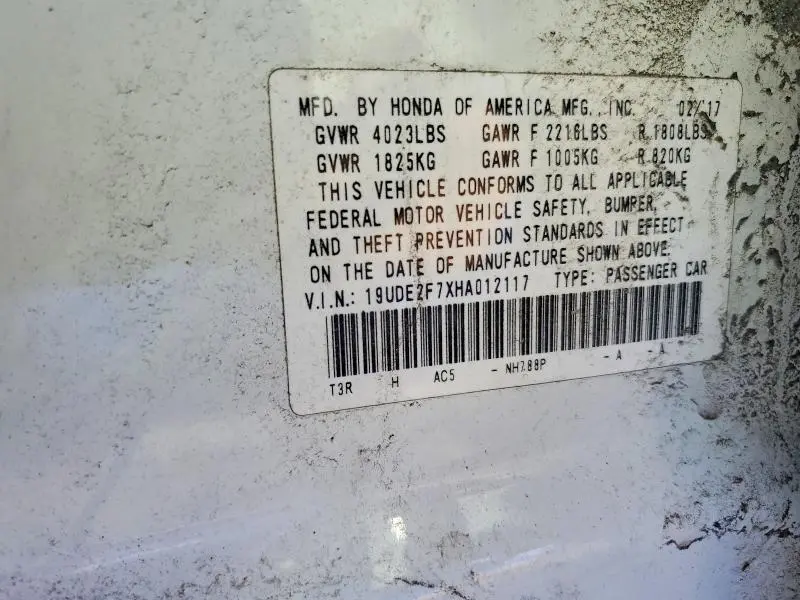 MFD. BY HONDA OF AMERICA MFG., INC. 02/17
GVWR 4023LBS GAWR F 2216LBS R 1808LBS
GVWR 1825KG GAWR F 1005KG R 820KG
THIS VEHICLE CONFORMS TO ALL APPLICABLE
FEDERAL MOTOR VEHICLE SAFETY, BUMPER,
AND THEFT PREVENTION STANDARDS IN EFFECT
ON THE DATE OF MANUFACTURE SHOWN ABOVE.
V.I.N.: 19UDE2F7XHA012117 TYPE: PASSENGER CAR
T3R H AC5 - NH788P - A - A